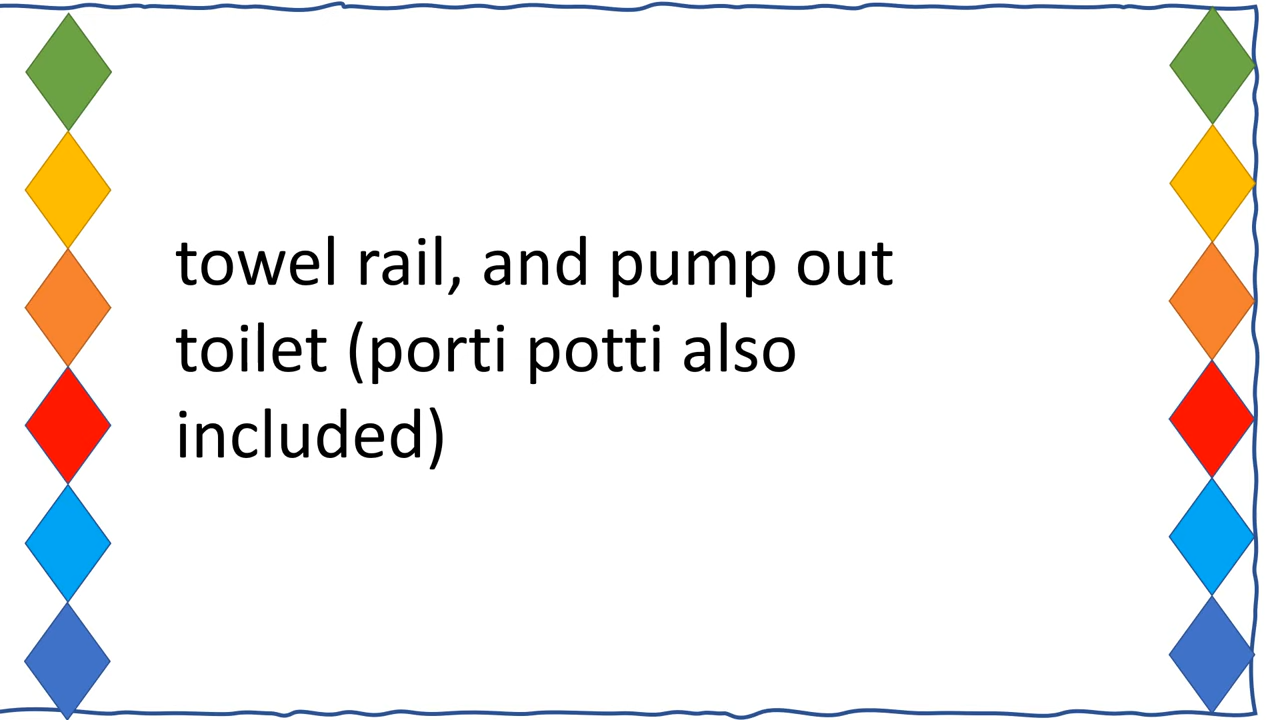 towel rail, and pump out
toilet (porti potti also
included)